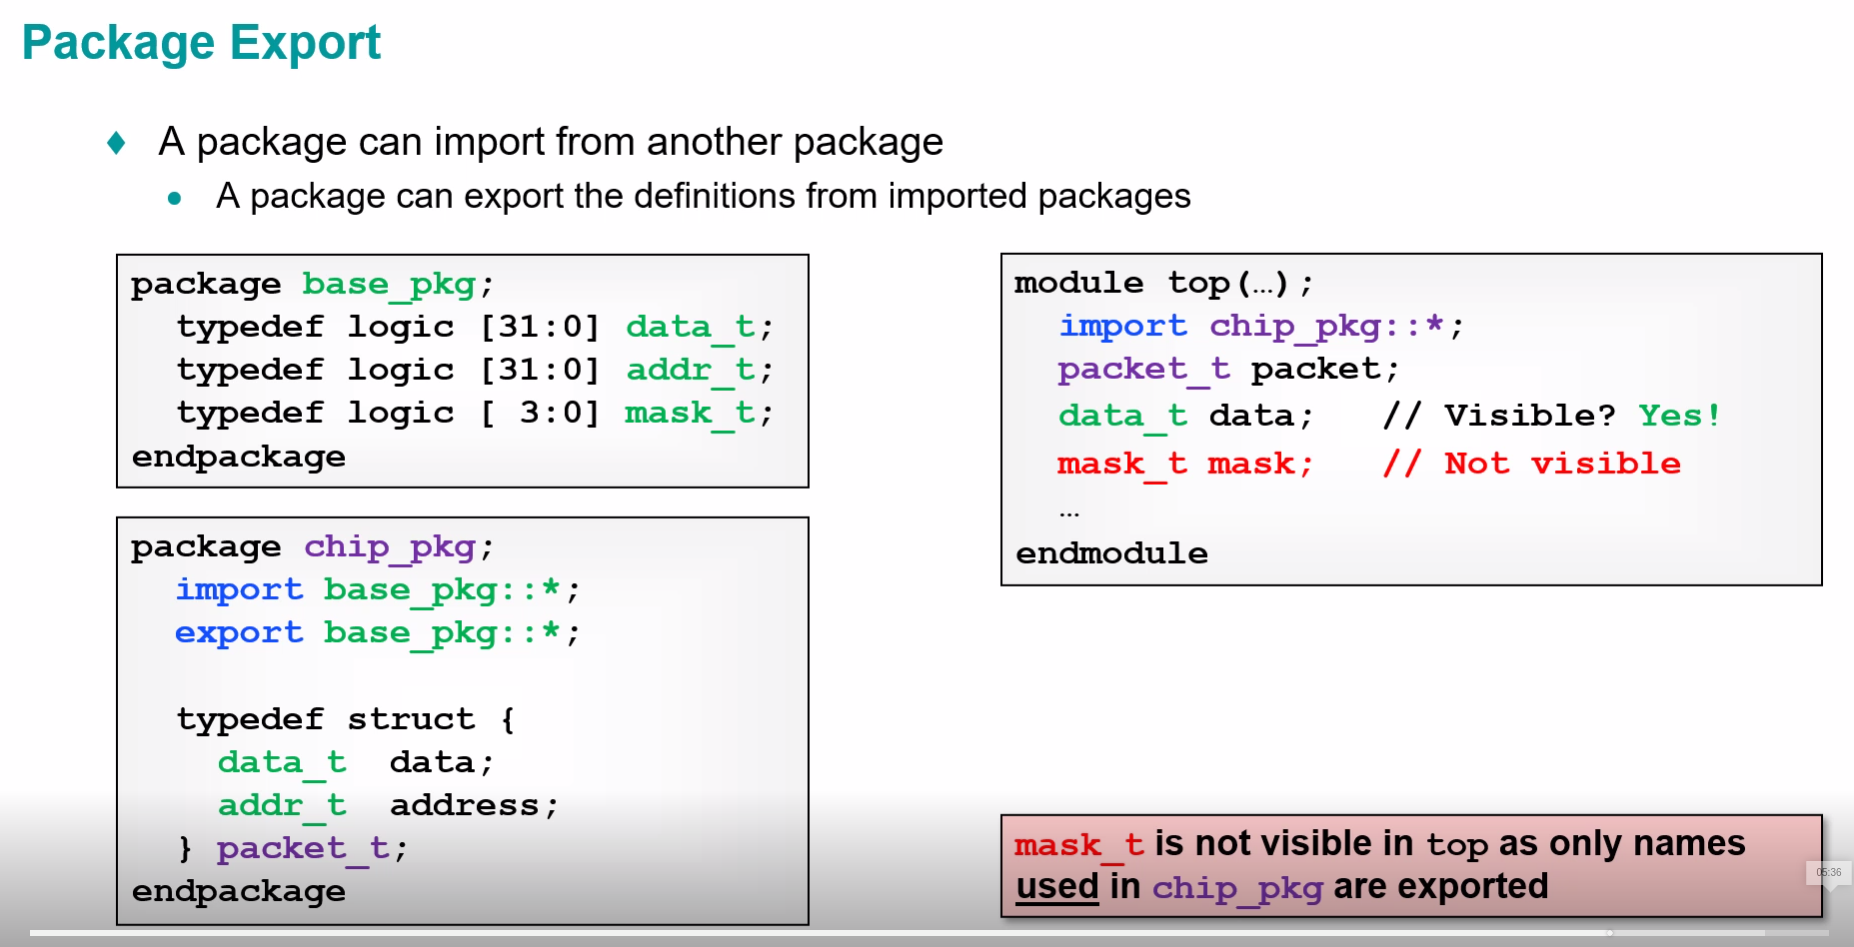 Package Export
♦ A package can import from another package
• A package can export the definitions from imported packages
package base_pkg;
typedef logic [31:0] data_t;
typedef logic [31:0] addr_t;
typedef logic [ 3:0] mask_t;
endpackage
package chip_pkg;
import base_pkg::*;
export base_pkg::*;
typedef struct {
data_t data;
addr_t address;
} packet_t;
endpackage
module top(…);
import chip_pkg::*;
packet_t packet;
data_t data; // Visible? Yes!
mask_t mask; // Not visible
…
endmodule
mask_t is not visible in top as only names
used in chip_pkg are exported
05:36